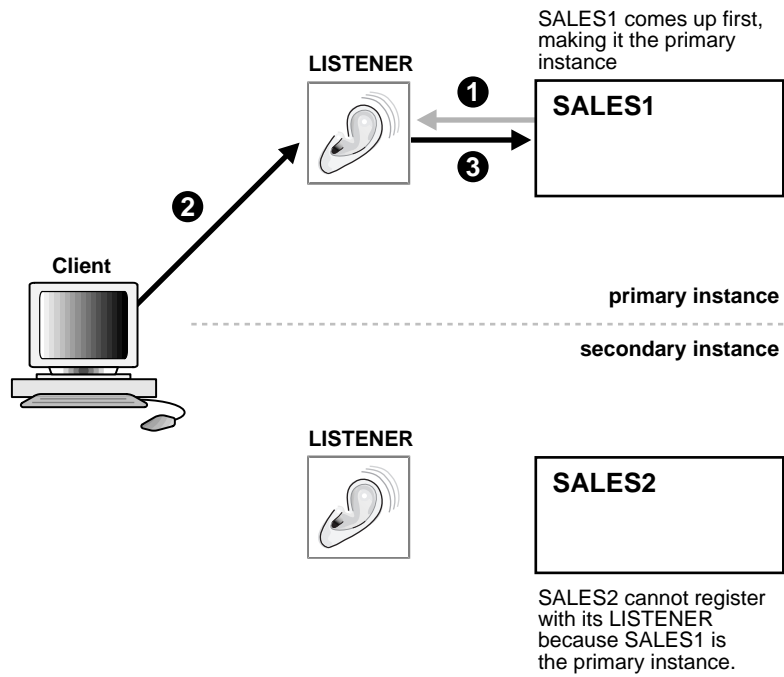 SALES1 comes up first,
making it the primary
instance
LISTENER
SALES1
1
3
2
Client
primary instance
secondary instance
LISTENER
SALES2
SALES2 cannot register
with its LISTENER
because SALES1 is
the primary instance.